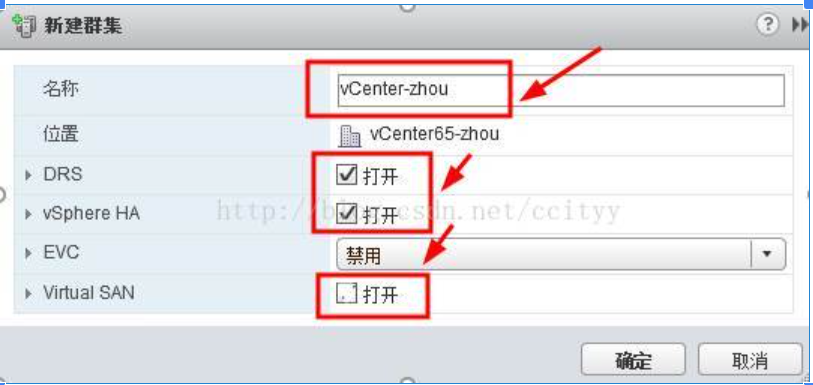 新建群集
名称 vCenter-zhou
位置 vCenter65-zhou
DRS 打开
vSphere HA 打开
http://blog.csdn.net/ccityy
EVC 禁用
Virtual SAN 打开
确定 取消